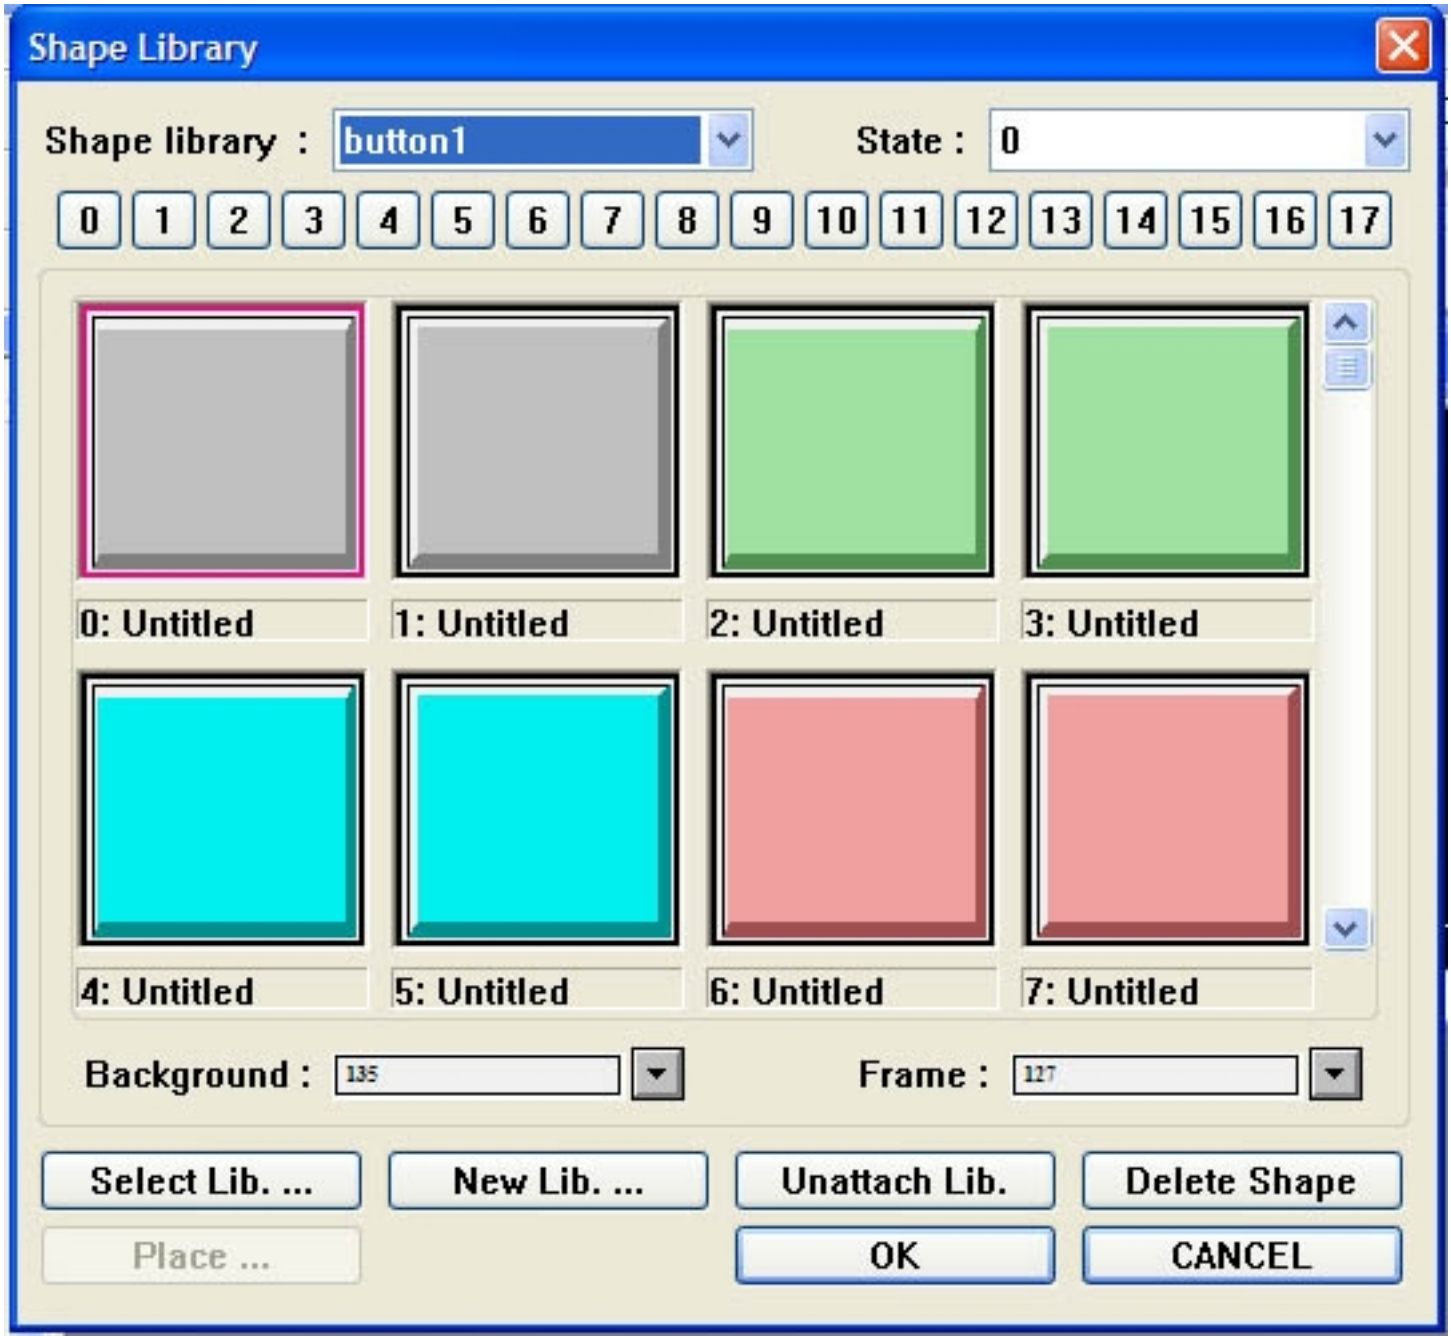 Shape Library
Shape library : button1 State : 0
0 1 2 3 4 5 6 7 8 9 10 11 12 13 14 15 16 17
0: Untitled 1: Untitled 2: Untitled 3: Untitled
4: Untitled 5: Untitled 6: Untitled 7: Untitled
Background : 135 Frame : 127
Select Lib. ... New Lib. ... Unattach Lib. Delete Shape
Place ... OK CANCEL